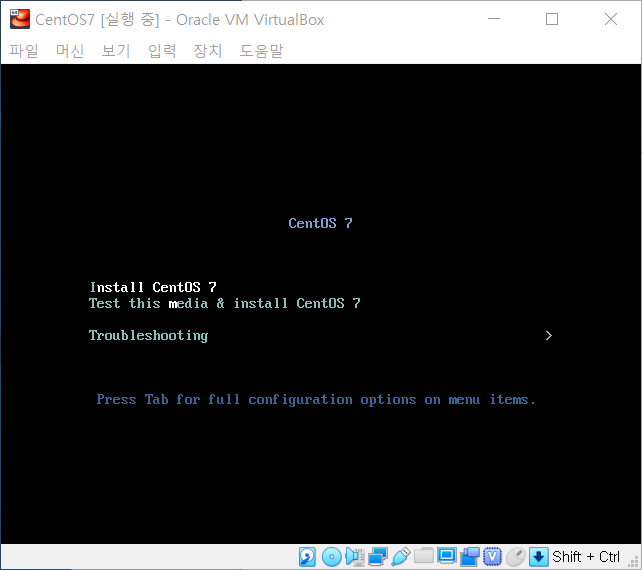 CentOS7 [실행 중] - Oracle VM VirtualBox
파일 머신 보기 입력 장치 도움말
CentOS 7
Install CentOS 7
Test this media & install CentOS 7
Troubleshooting >
Press Tab for full configuration options on menu items.
Shift + Ctrl